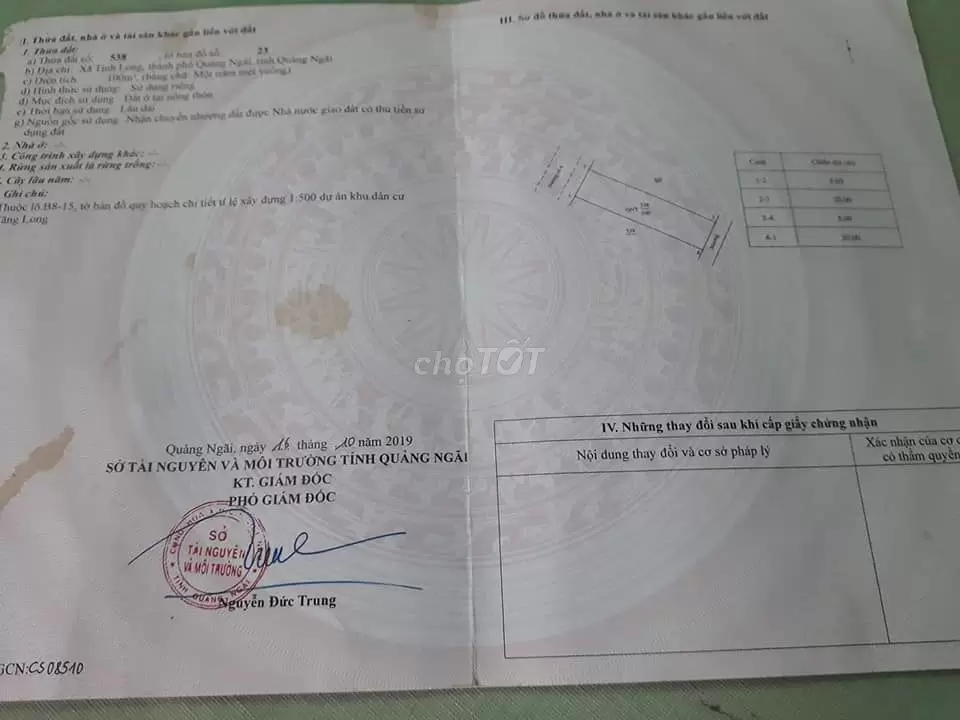 II. Thửa đất, nhà ở và tài sản khác gắn liền với đất
1. Thửa đất:
a) Thửa đất số: 538, tờ bản đồ số: 23
b) Địa chỉ: Xã Tịnh Long, thành phố Quảng Ngãi, tỉnh Quảng Ngãi
c) Diện tích: 100m², (bằng chữ: Một trăm mét vuông)
d) Hình thức sử dụng: Sử dụng riêng
đ) Mục đích sử dụng: Đất ở tại nông thôn
e) Thời hạn sử dụng: Lâu dài
g) Nguồn gốc sử dụng: Nhận chuyển nhượng đất được Nhà nước giao đất có thu tiền sử
dụng đất
2. Nhà ở: -/-
3. Công trình xây dựng khác: -/-
4. Rừng sản xuất là rừng trồng: -/-
. Cây lâu năm: -/-
Ghi chú:
Thuộc lô B8-15, tờ bản đồ quy hoạch chi tiết tỉ lệ xây dựng 1:500 dự án khu dân cư
Tăng Long
Quảng Ngãi, ngày 16 tháng 10 năm 2019
SỞ TÀI NGUYÊN VÀ MÔI TRƯỜNG TỈNH QUẢNG NGÃI
KT. GIÁM ĐỐC
PHÓ GIÁM ĐỐC
SỞ
TÀI NGUYÊN
VÀ MÔI TRƯỜNG
TỈNH QUẢNG NGÃI
Nguyễn Đức Trung
GCN:CS08510
III. Sơ đồ thửa đất, nhà ở và tài sản khác gắn liền với đất
Cạnh
1-2 5.00
2-3 20.00
3-4 5.00
4-1 20.00
chợTỐT
IV. Những thay đổi sau khi cấp giấy chứng nhận
Nội dung thay đổi và cơ sở pháp lý
Xác nhận của cơ
có thẩm quyền